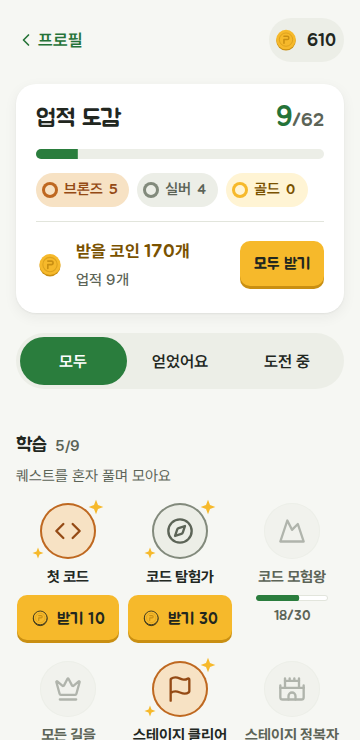 프로필
610
업적 도감
9/62
브론즈 5
실버 4
골드 0
받을 코인 170개
업적 9개
모두 받기
모두
얻었어요
도전 중
학습 5/9
퀘스트를 혼자 풀며 모아요
첫 코드
코드 탐험가
코드 모험왕
받기 10
받기 30
18/30
모든 길을
스테이지 클리어
스테이지 정복자